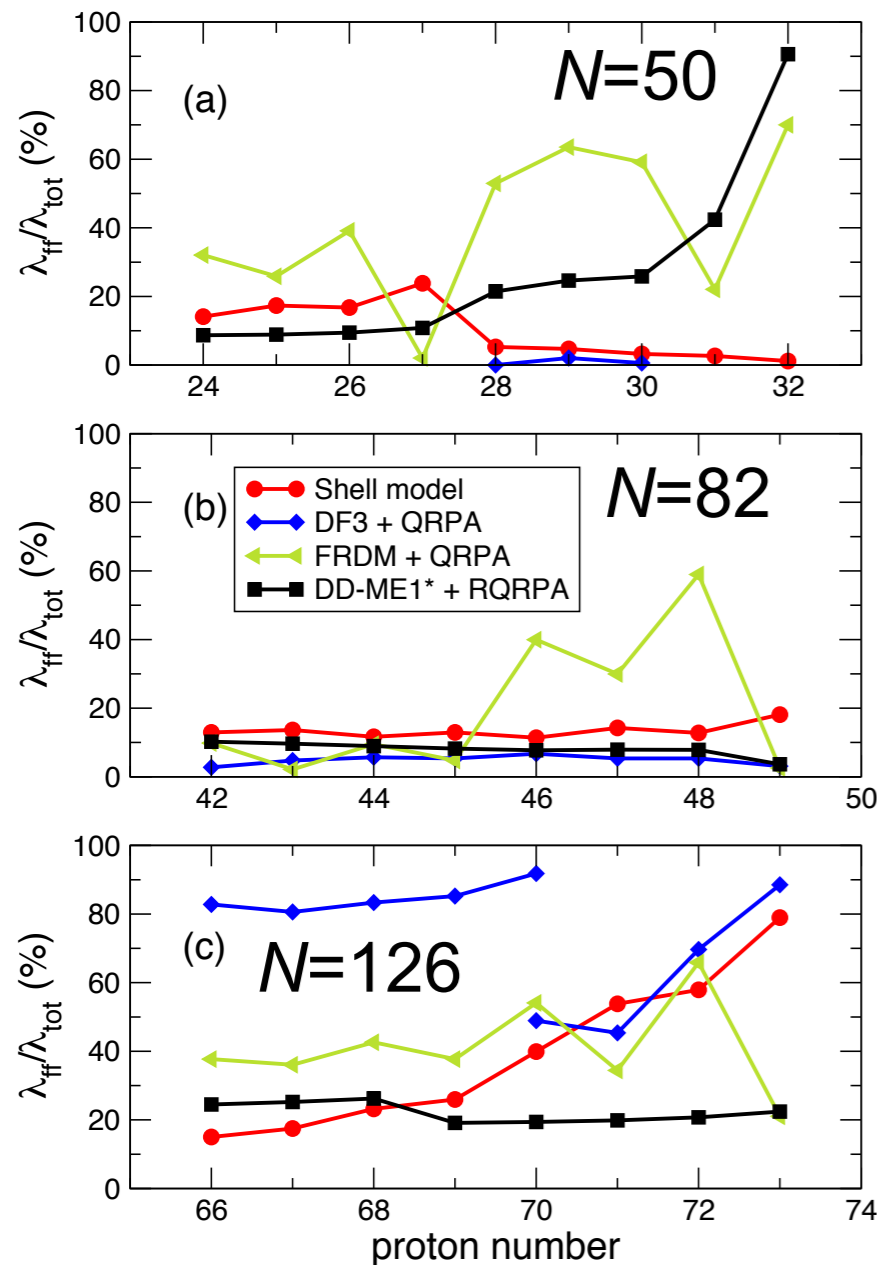 100
80
60
40
20
0
λff/λtot (%)
(a)
N=50
24 26 28 30 32
100
80
60
40
20
0
λff/λtot (%)
(b)
N=82
Shell model
DF3 + QRPA
FRDM + QRPA
DD-ME1* + RQRPA
42 44 46 48 50
100
80
60
40
20
0
λff/λtot (%)
(c)
N=126
66 68 70 72 74
proton number